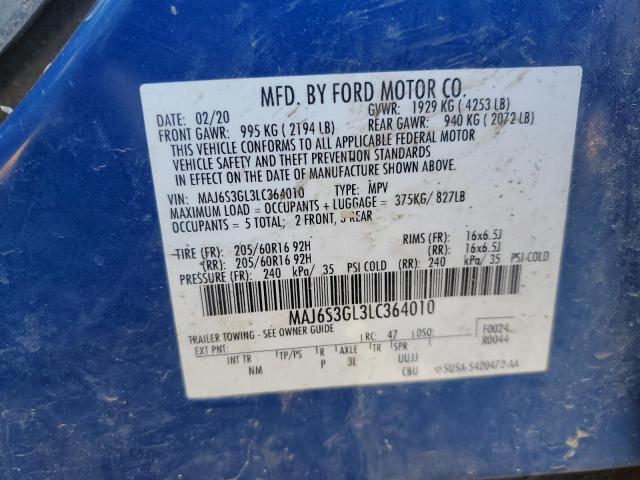 MFD. BY FORD MOTOR CO.
DATE: 02/20 GVWR: 1929 KG ( 4253 LB)
FRONT GAWR: 995 KG ( 2194 LB) REAR GAWR: 940 KG ( 2072 LB)
THIS VEHICLE CONFORMS TO ALL APPLICABLE FEDERAL MOTOR
VEHICLE SAFETY AND THEFT PREVENTION STANDARDS
IN EFFECT ON THE DATE OF MANUFACTURE SHOWN ABOVE.
VIN: MAJ6S3GL3LC364010 TYPE: MPV
MAXIMUM LOAD = OCCUPANTS + LUGGAGE = 375KG/ 827LB
OCCUPANTS = 5 TOTAL; 2 FRONT, 3 REAR
TIRE (FR): 205/60R16 92H RIMS (FR): 16x6.5J
(RR): 205/60R16 92H (RR): 16x6.5J
PRESSURE (FR): 240 kPa/ 35 PSI COLD (RR): 240 kPa/ 35 PSI COLD
MAJ6S3GL3LC364010
TRAILER TOWING - SEE OWNER GUIDE
EXT PNT: RC: 47 DSO: F0024
R0044
INT TR TP/PS R AXLE TR SPR
NM P 3L UUJJ
CBU 5U5A-S420472-AA